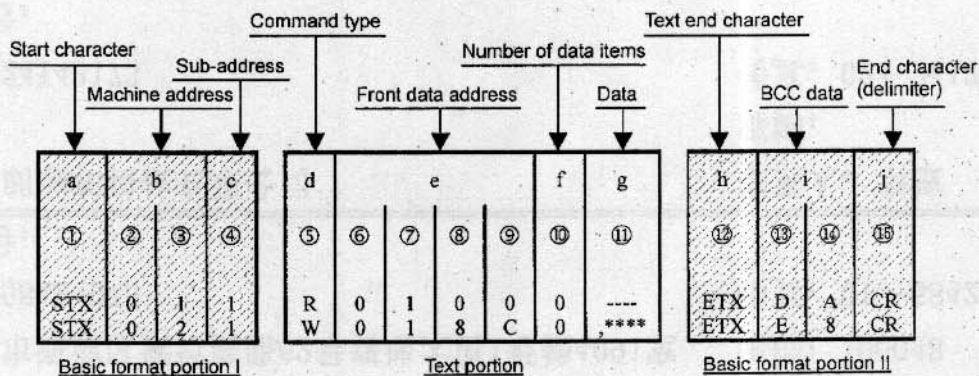 Command type
Text end character
Start character
Number of data items
Sub-address
End character
(delimiter)
Machine address
Front data address
Data
BCC data
a b c d e f g h i j
① ② ③ ④ ⑤ ⑥ ⑦ ⑧ ⑨ ⑩ ⑪ ⑫ ⑬ ⑭ ⑮
STX 0 1 1 R 0 1 0 0 0 ---- ETX D A CR
STX 0 2 1 W 0 1 8 C 0 ,**** ETX E 8 CR
Basic format portion I
Text portion
Basic format portion II